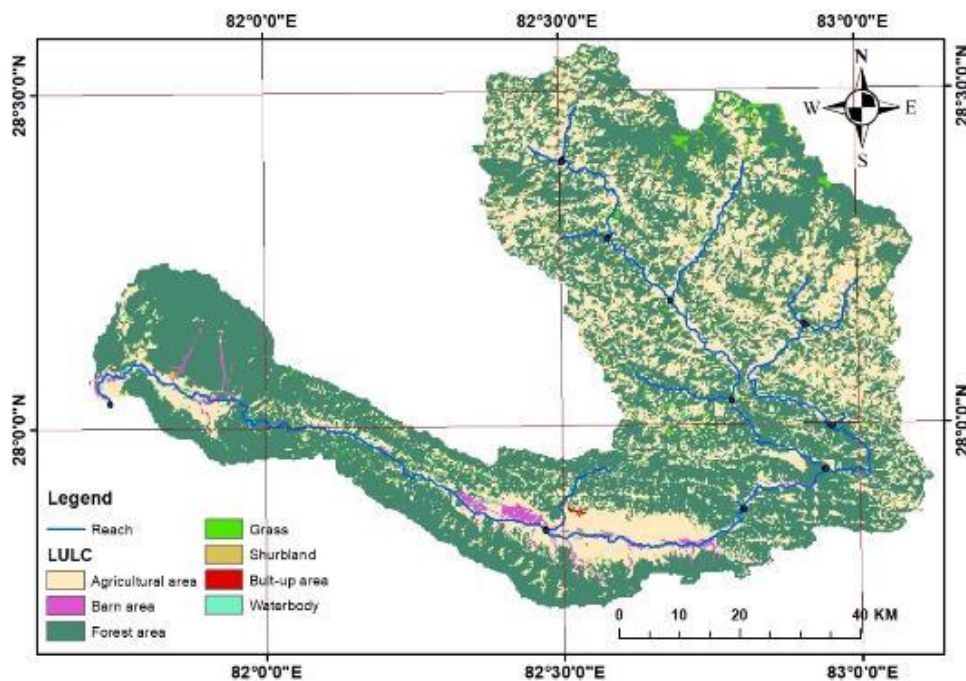 82°0'0"E 82°30'0"E 83°0'0"E
28°30'0"N 28°30'0"N
N
W E
S
28°0'0"N 28°0'0"N
Legend
Reach
LULC
Agricultural area
Barn area
Forest area
Grass
Shurbland
Bult-up area
Waterbody
0 10 20 40 KM
82°0'0"E 82°30'0"E 83°0'0"E